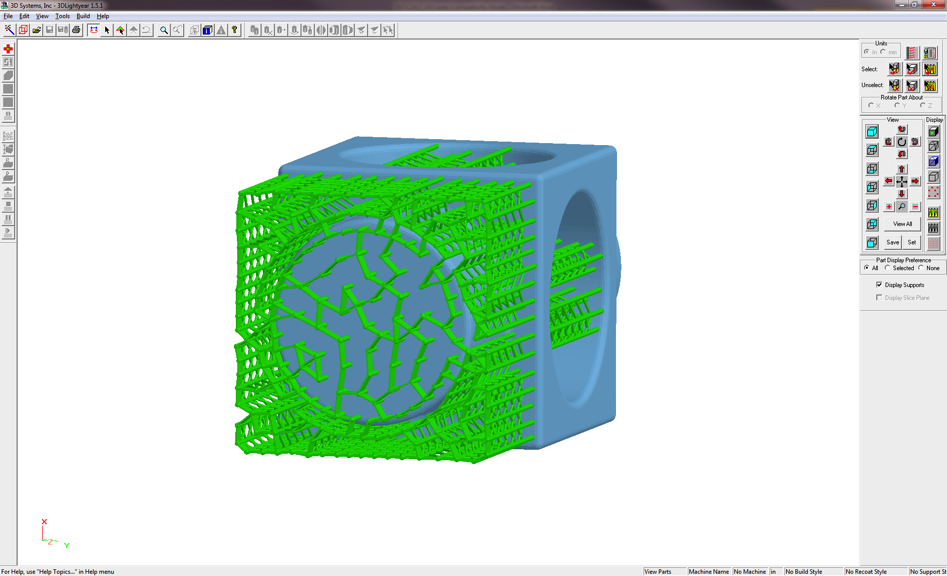 3D Systems, Inc - 3DLightyear 1.5.1
File Edit View Tools Build Help
Units
in mm
Select:
Unselect:
Rotate Part About
X Y Z
View Display
View All
Save Set
Part Display Preference
All Selected None
Display Supports
Display Slice Plane
X
Z Y
For Help, use "Help Topics..." in Help menu View Parts Machine Name No Machine in No Build Style No Recoat Style No Support St